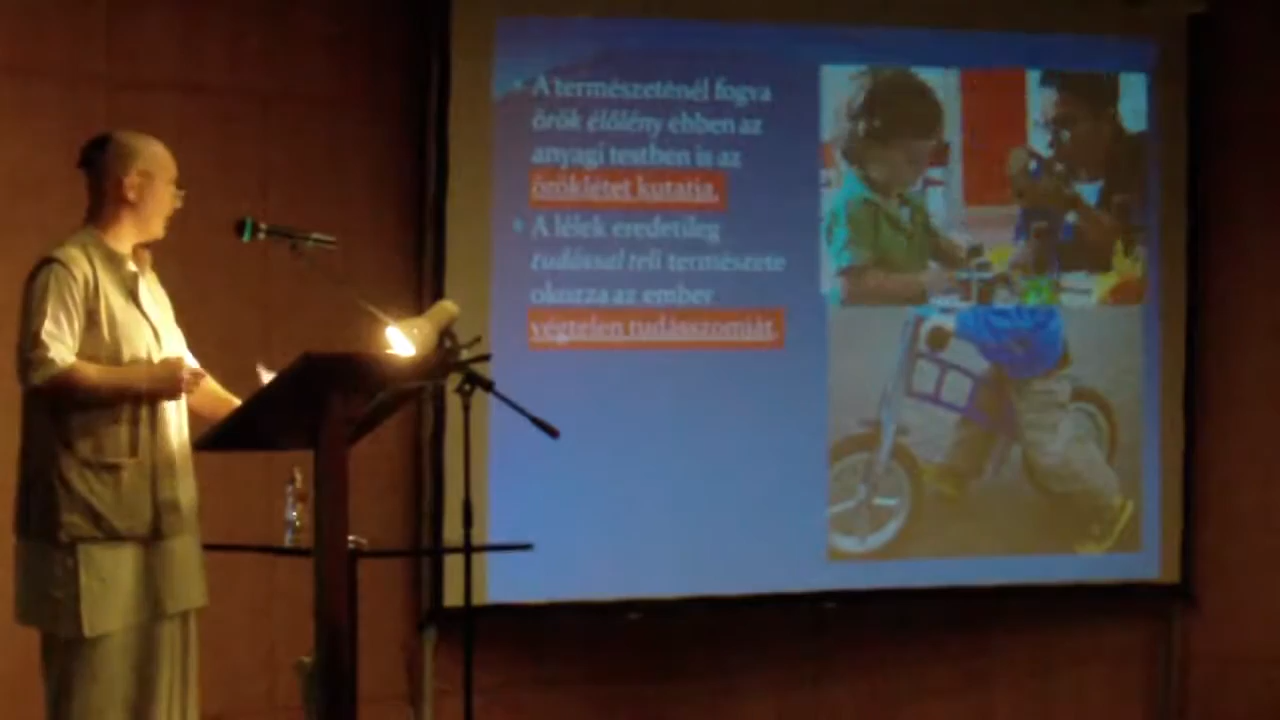 • A természeténél fogva
örök élőlény ebben az
anyagi testben is az
öröklétet kutatja.
• A lélek eredetileg
tudással teli természete
okozza az ember
végtelen tudásszomját.